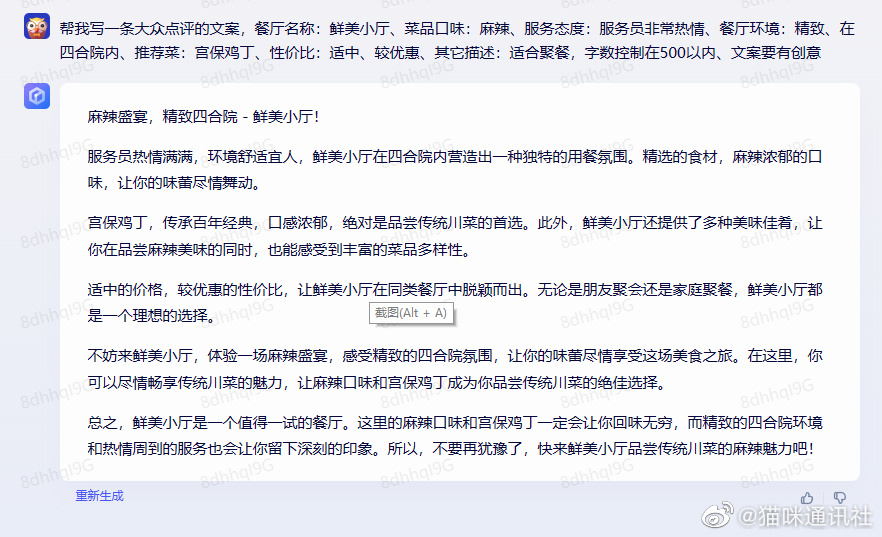 帮我写一条大众点评的文案，餐厅名称：鲜美小厅、菜品口味：麻辣、服务态度：服务员非常热情、餐厅环境：精致、在
四合院内、推荐菜：宫保鸡丁、性价比：适中、较优惠、其它描述：适合聚餐，字数控制在500以内、文案要有创意
麻辣盛宴，精致四合院 - 鲜美小厅！
服务员热情满满，环境舒适宜人，鲜美小厅在四合院内营造出一种独特的用餐氛围。精选的食材，麻辣浓郁的口
味，让你的味蕾尽情舞动。
宫保鸡丁，传承百年经典，口感浓郁，绝对是品尝传统川菜的首选。此外，鲜美小厅还提供了多种美味佳肴，让
你在品尝麻辣美味的同时，也能感受到丰富的菜品多样性。
适中的价格，较优惠的性价比，让鲜美小厅在同类餐厅中脱颖而出。无论是朋友聚会还是家庭聚餐，鲜美小厅都
是一个理想的选择。
截图(Alt + A)
不妨来鲜美小厅，体验一场麻辣盛宴，感受精致的四合院氛围，让你的味蕾尽情享受这场美食之旅。在这里，你
可以尽情畅享传统川菜的魅力，让麻辣口味和宫保鸡丁成为你品尝传统川菜的绝佳选择。
总之，鲜美小厅是一个值得一试的餐厅。这里的麻辣口味和宫保鸡丁一定会让你回味无穷，而精致的四合院环境
和热情周到的服务也会让你留下深刻的印象。所以，不要再犹豫了，快来鲜美小厅品尝传统川菜的麻辣魅力吧！
重新生成
@猫咪通讯社
8dhhqI9G